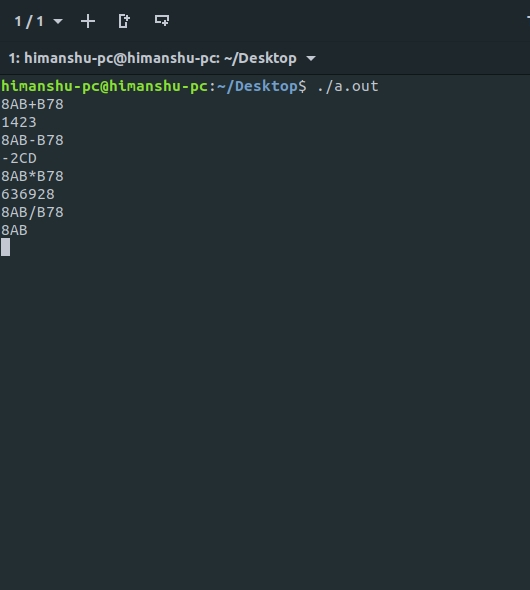 1 / 1
1: himanshu-pc@himanshu-pc: ~/Desktop
himanshu-pc@himanshu-pc:~/Desktop$ ./a.out
8AB+B78
1423
8AB-B78
-2CD
8AB*B78
636928
8AB/B78
8AB